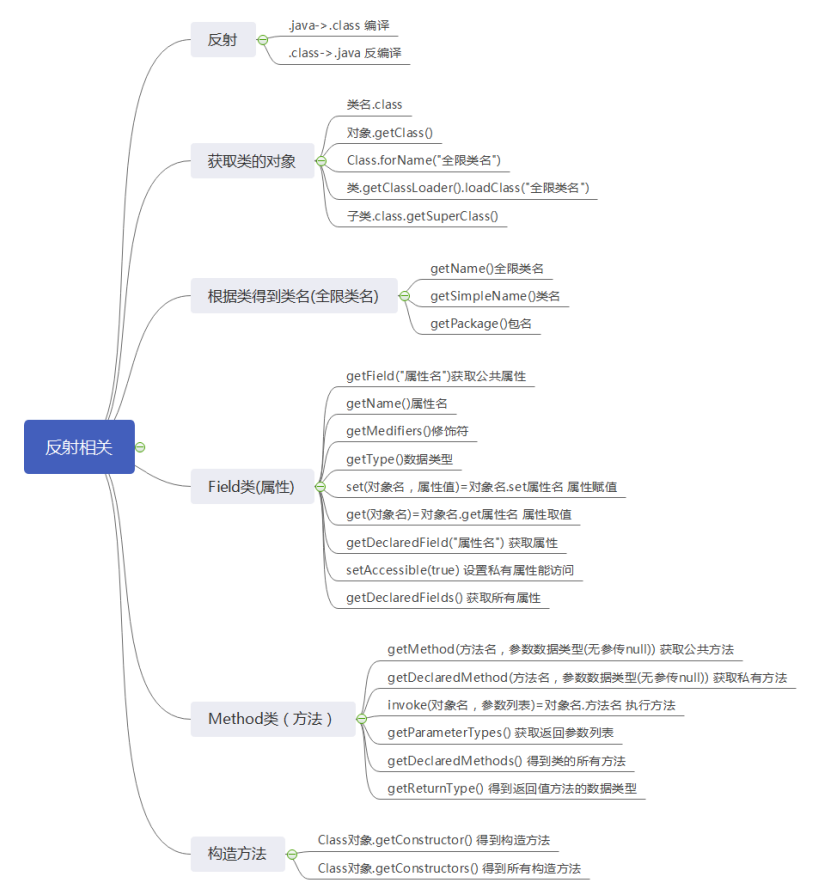 反射相关
反射
.java->.class 编译
.class->.java 反编译
获取类的对象
类名.class
对象.getClass()
Class.forName("全限类名")
类.getClassLoader().loadClass("全限类名")
子类.class.getSuperClass()
根据类得到类名(全限类名)
getName()全限类名
getSimpleName()类名
getPackage()包名
Field类(属性)
getField("属性名")获取公共属性
getName()属性名
getMedifiers()修饰符
getType()数据类型
set(对象名，属性值)=对象名.set属性名 属性赋值
get(对象名)=对象名.get属性名 属性取值
getDeclaredField("属性名") 获取属性
setAccessible(true) 设置私有属性能访问
getDeclaredFields() 获取所有属性
Method类（方法）
getMethod(方法名，参数数据类型(无参传null)) 获取公共方法
getDeclaredMethod(方法名，参数数据类型(无参传null)) 获取私有方法
invoke(对象名，参数列表)=对象名.方法名 执行方法
getParameterTypes() 获取返回参数列表
getDeclaredMethods() 得到类的所有方法
getReturnType() 得到返回值方法的数据类型
构造方法
Class对象.getConstructor() 得到构造方法
Class对象.getConstructors() 得到所有构造方法